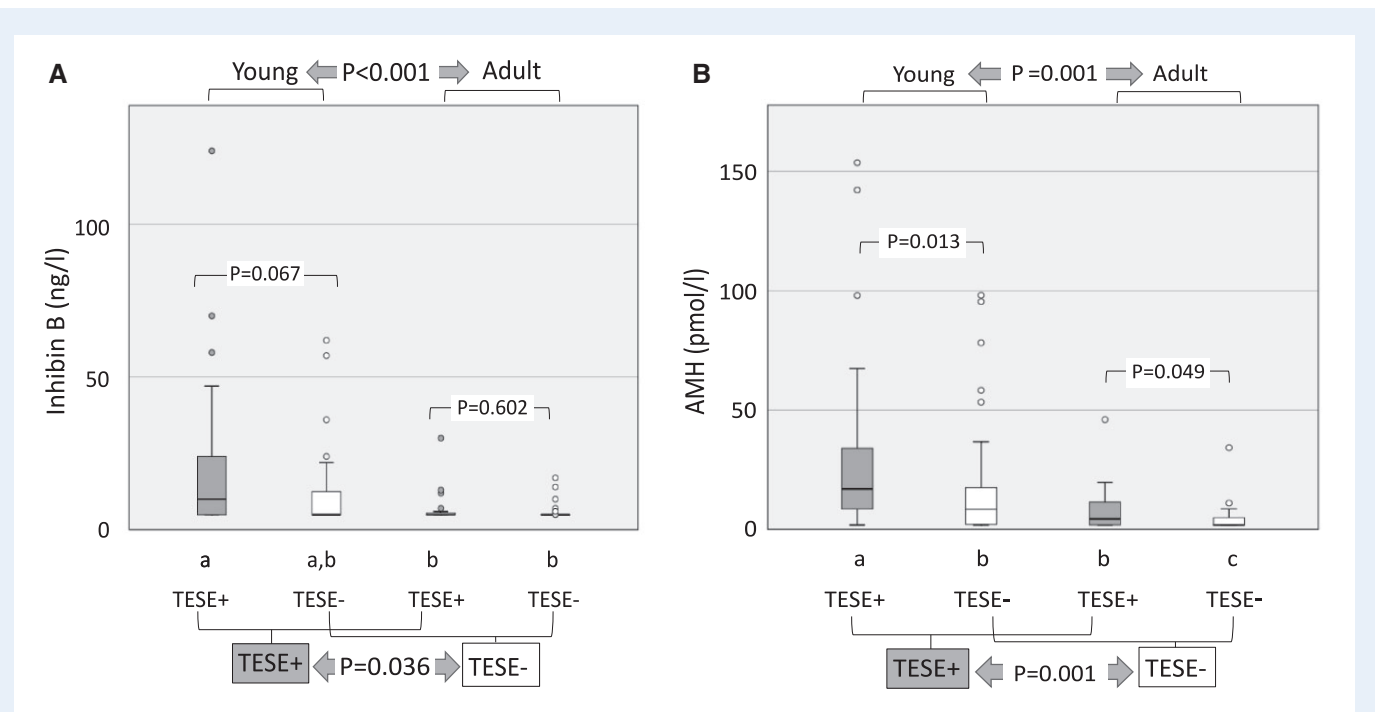 A
Young P<0.001 Adult
Inhibin B (ng/l)
100
50
0
P=0.067
P=0.602
a a,b b b
TESE+ TESE- TESE+ TESE-
TESE+ P=0.036 TESE-
B
Young P =0.001 Adult
AMH (pmol/l)
150
100
50
0
P=0.013
P=0.049
a b b c
TESE+ TESE- TESE+ TESE-
TESE+ P=0.001 TESE-